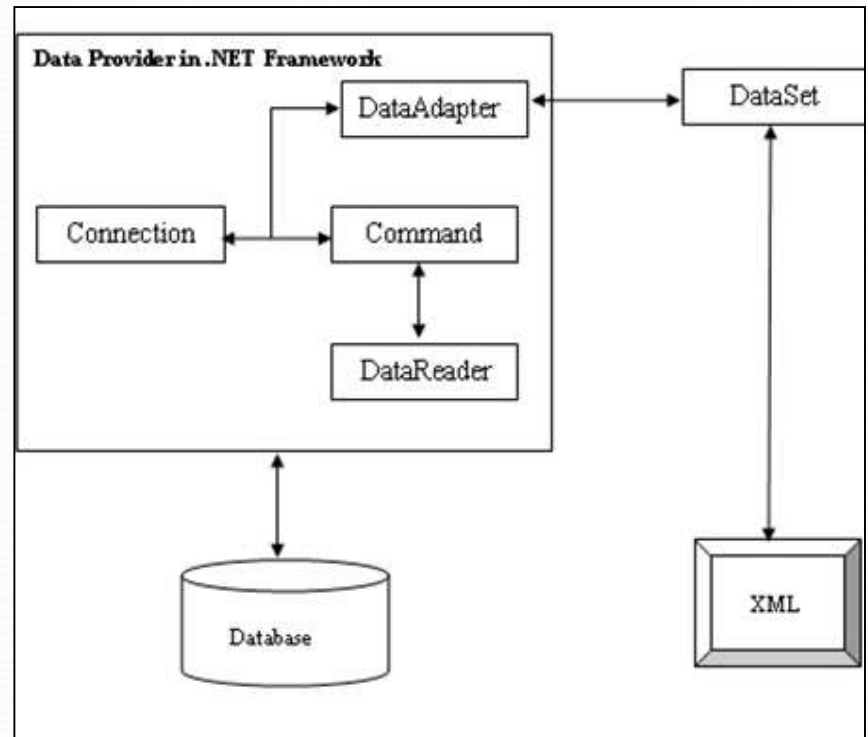 Data Provider in .NET Framework
DataAdapter
DataSet
Connection
Command
DataReader
Database
XML